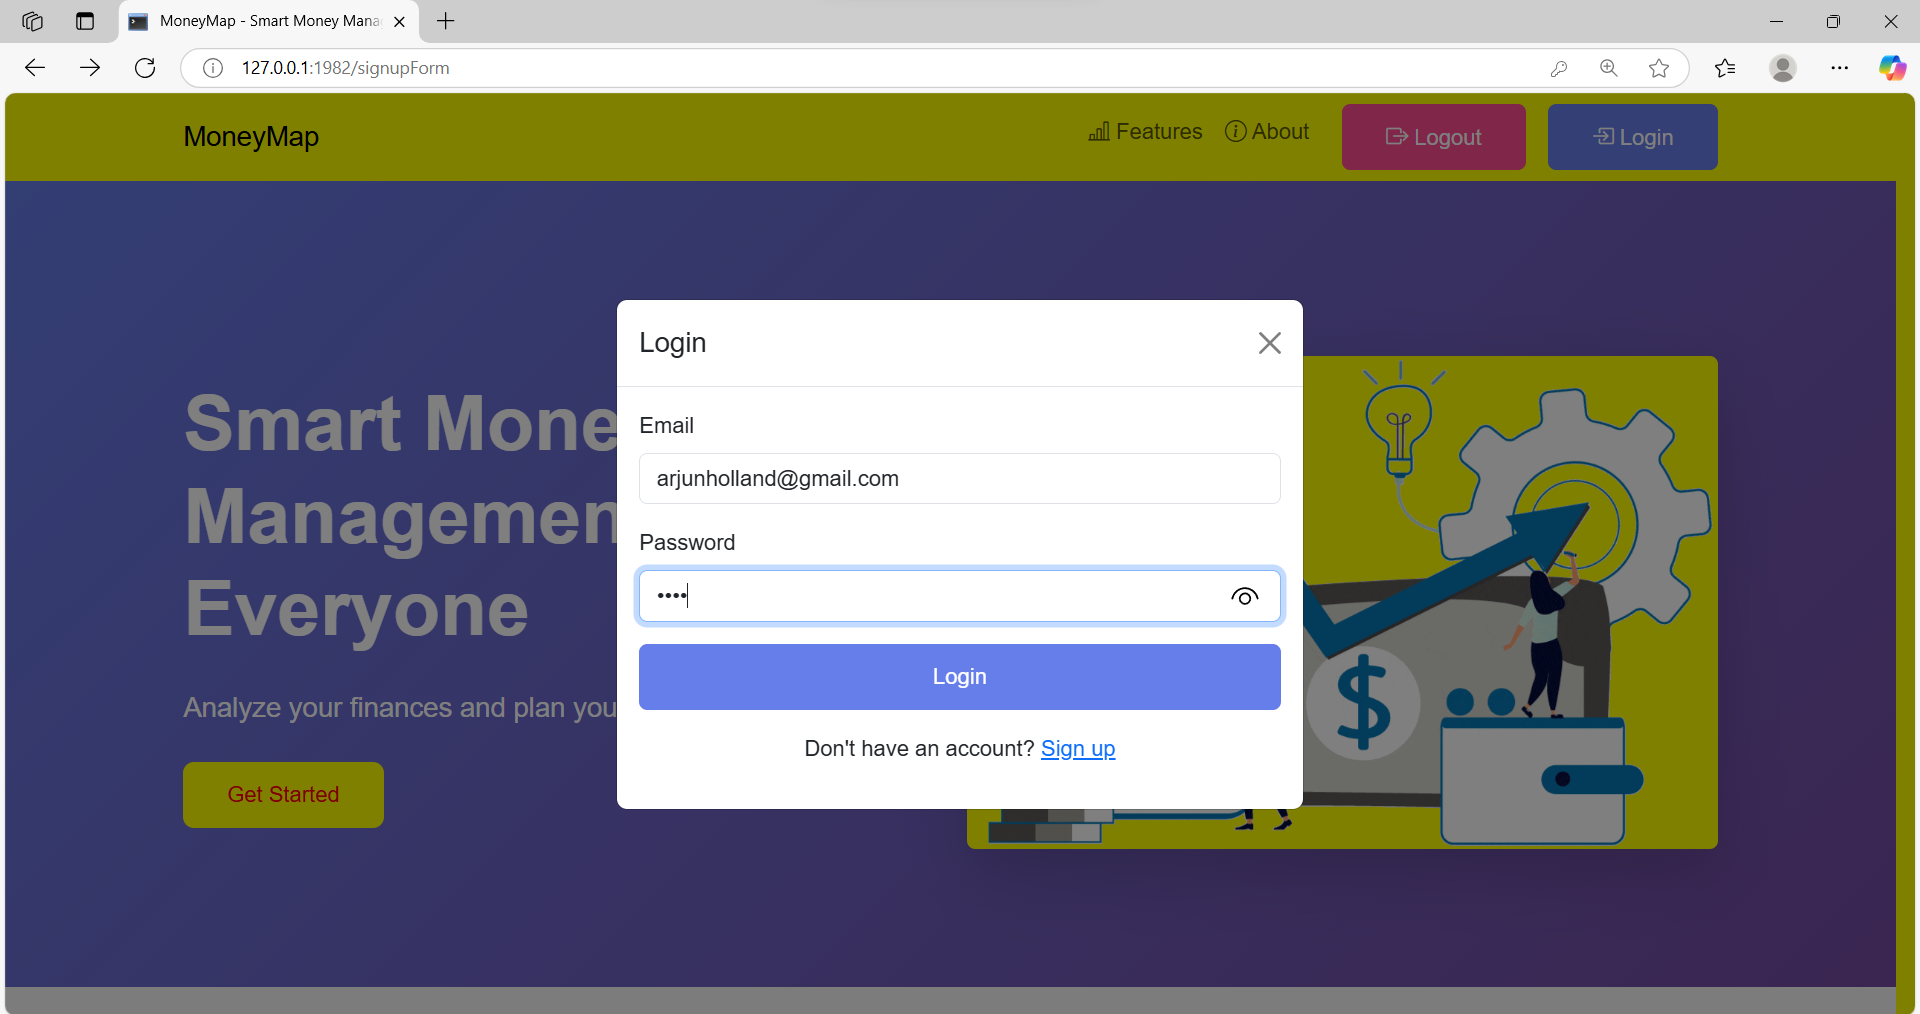 MoneyMap - Smart Money Mana
127.0.0.1:1982/signupForm
MoneyMap
Features
About
Logout
Login
Smart Mone
Managemen
Everyone
Analyze your finances and plan you
Get Started
Login
Email
arjunholland@gmail.com
Password
••••
Login
Don't have an account? Sign up
$